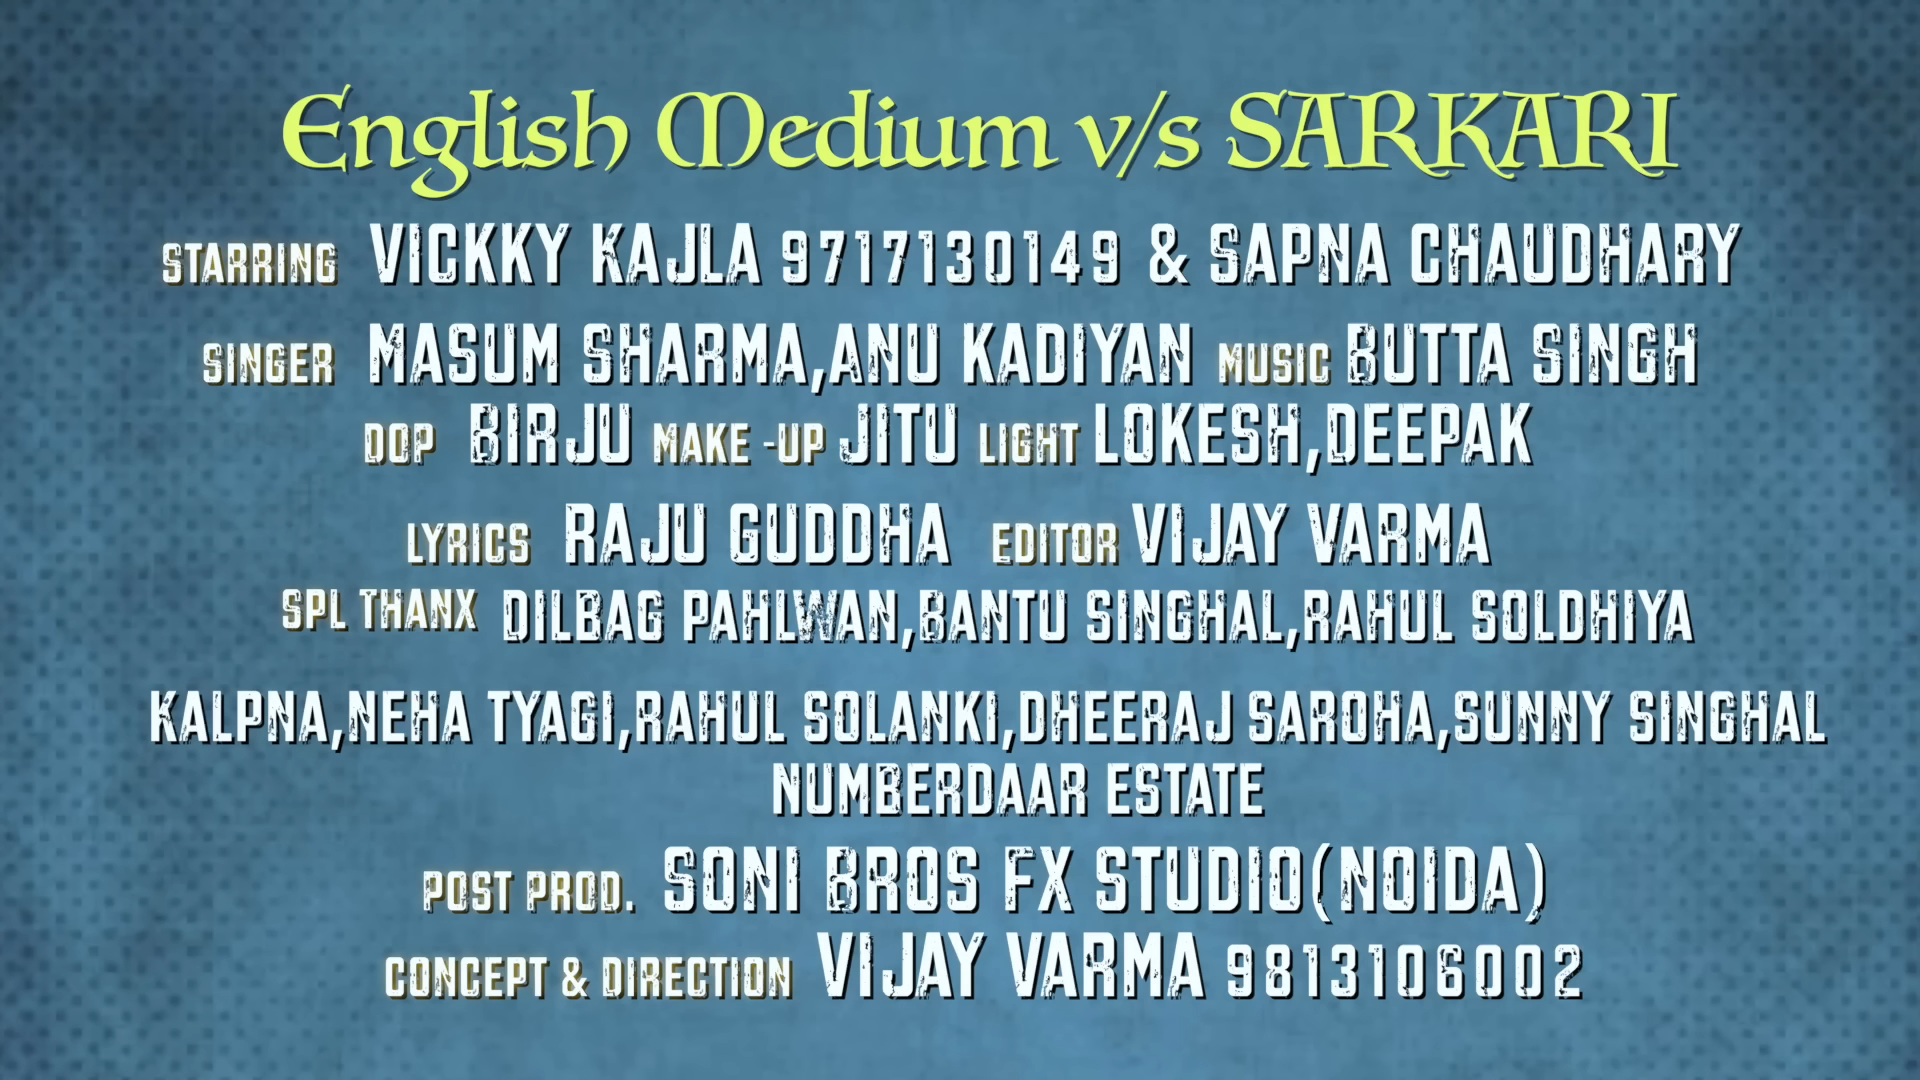 English Medium v/s SARKARI
STARRING VICKKY KAJLA 9717130149 & SAPNA CHAUDHARY
SINGER MASUM SHARMA,ANU KADIYAN MUSIC BUTTA SINGH
DOP BIRJU MAKE -UP JITU LIGHT LOKESH,DEEPAK
LYRICS RAJU GUDDHA EDITOR VIJAY VARMA
SPL THANX DILBAG PAHLWAN,BANTU SINGHAL,RAHUL SOLDHIYA
KALPNA,NEHA TYAGI,RAHUL SOLANKI,DHEERAJ SAROHA,SUNNY SINGHAL
NUMBERDAAR ESTATE
POST PROD. SONI BROS FX STUDIO(NOIDA)
CONCEPT & DIRECTION VIJAY VARMA 9813106002